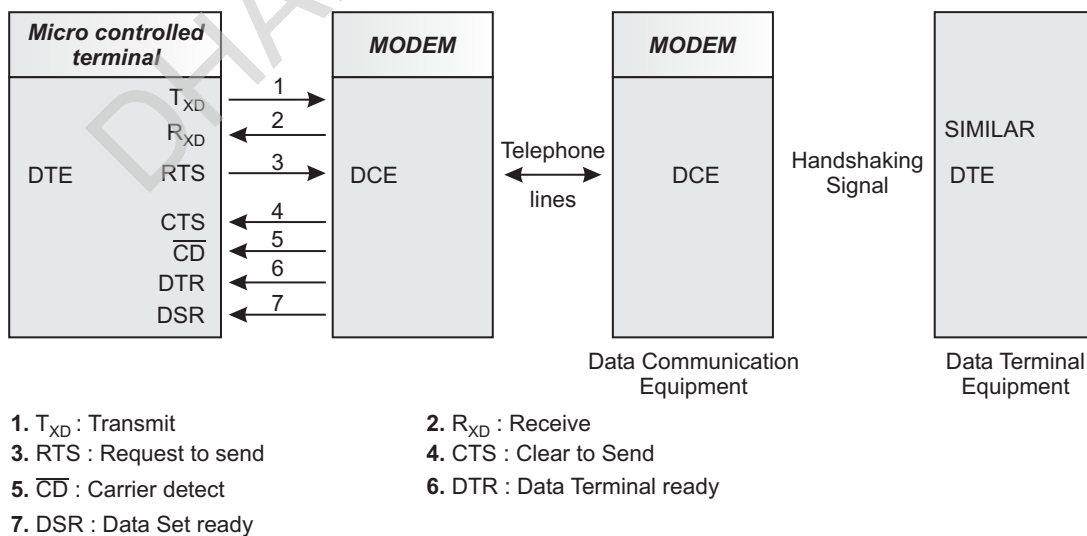 DHA
Micro controlled
terminal
MODEM
MODEM
T_XD
1
R_XD
2
SIMILAR
DTE
RTS
3
DCE
Telephone
lines
DCE
Handshaking
Signal
DTE
CTS
4
C̅D̅
5
DTR
6
DSR
7
Data Communication
Equipment
Data Terminal
Equipment
1. T_XD : Transmit
2. R_XD : Receive
3. RTS : Request to send
4. CTS : Clear to Send
5. C̅D̅ : Carrier detect
6. DTR : Data Terminal ready
7. DSR : Data Set ready